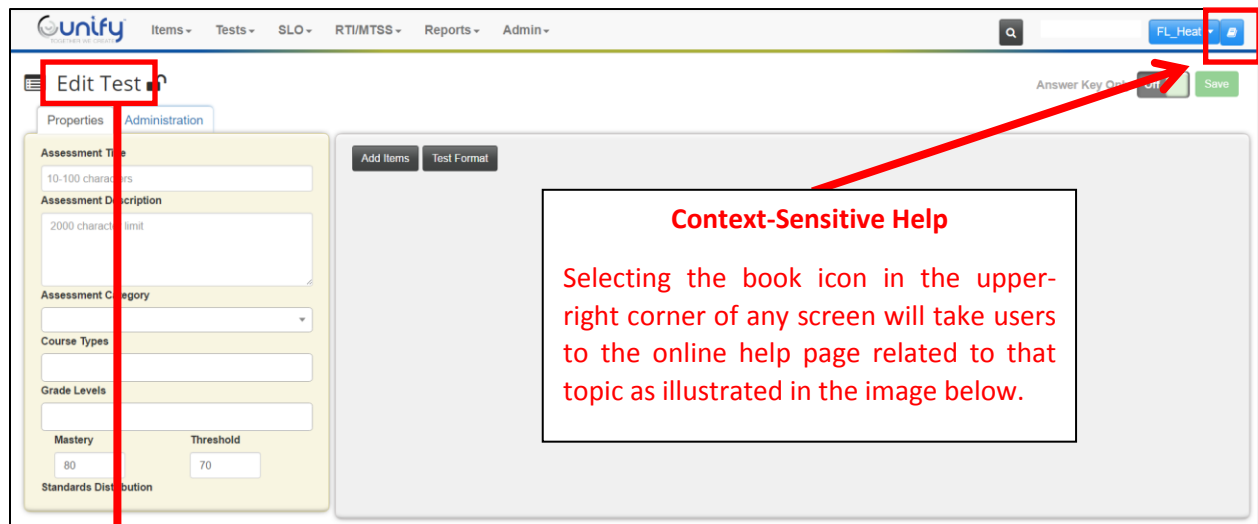 unify Items Tests SLO RTI/MTSS Reports Admin FL_Heat
TOGETHER WE CREATE
Edit Test
Answer Key Only Off Save
Properties Administration
Assessment Title
10-100 characters
Add Items Test Format
Assessment Description
2000 character limit
Context-Sensitive Help
Selecting the book icon in the upper-
right corner of any screen will take users
to the online help page related to that
topic as illustrated in the image below.
Assessment Category
Course Types
Grade Levels
Mastery Threshold
80 70
Standards Distribution